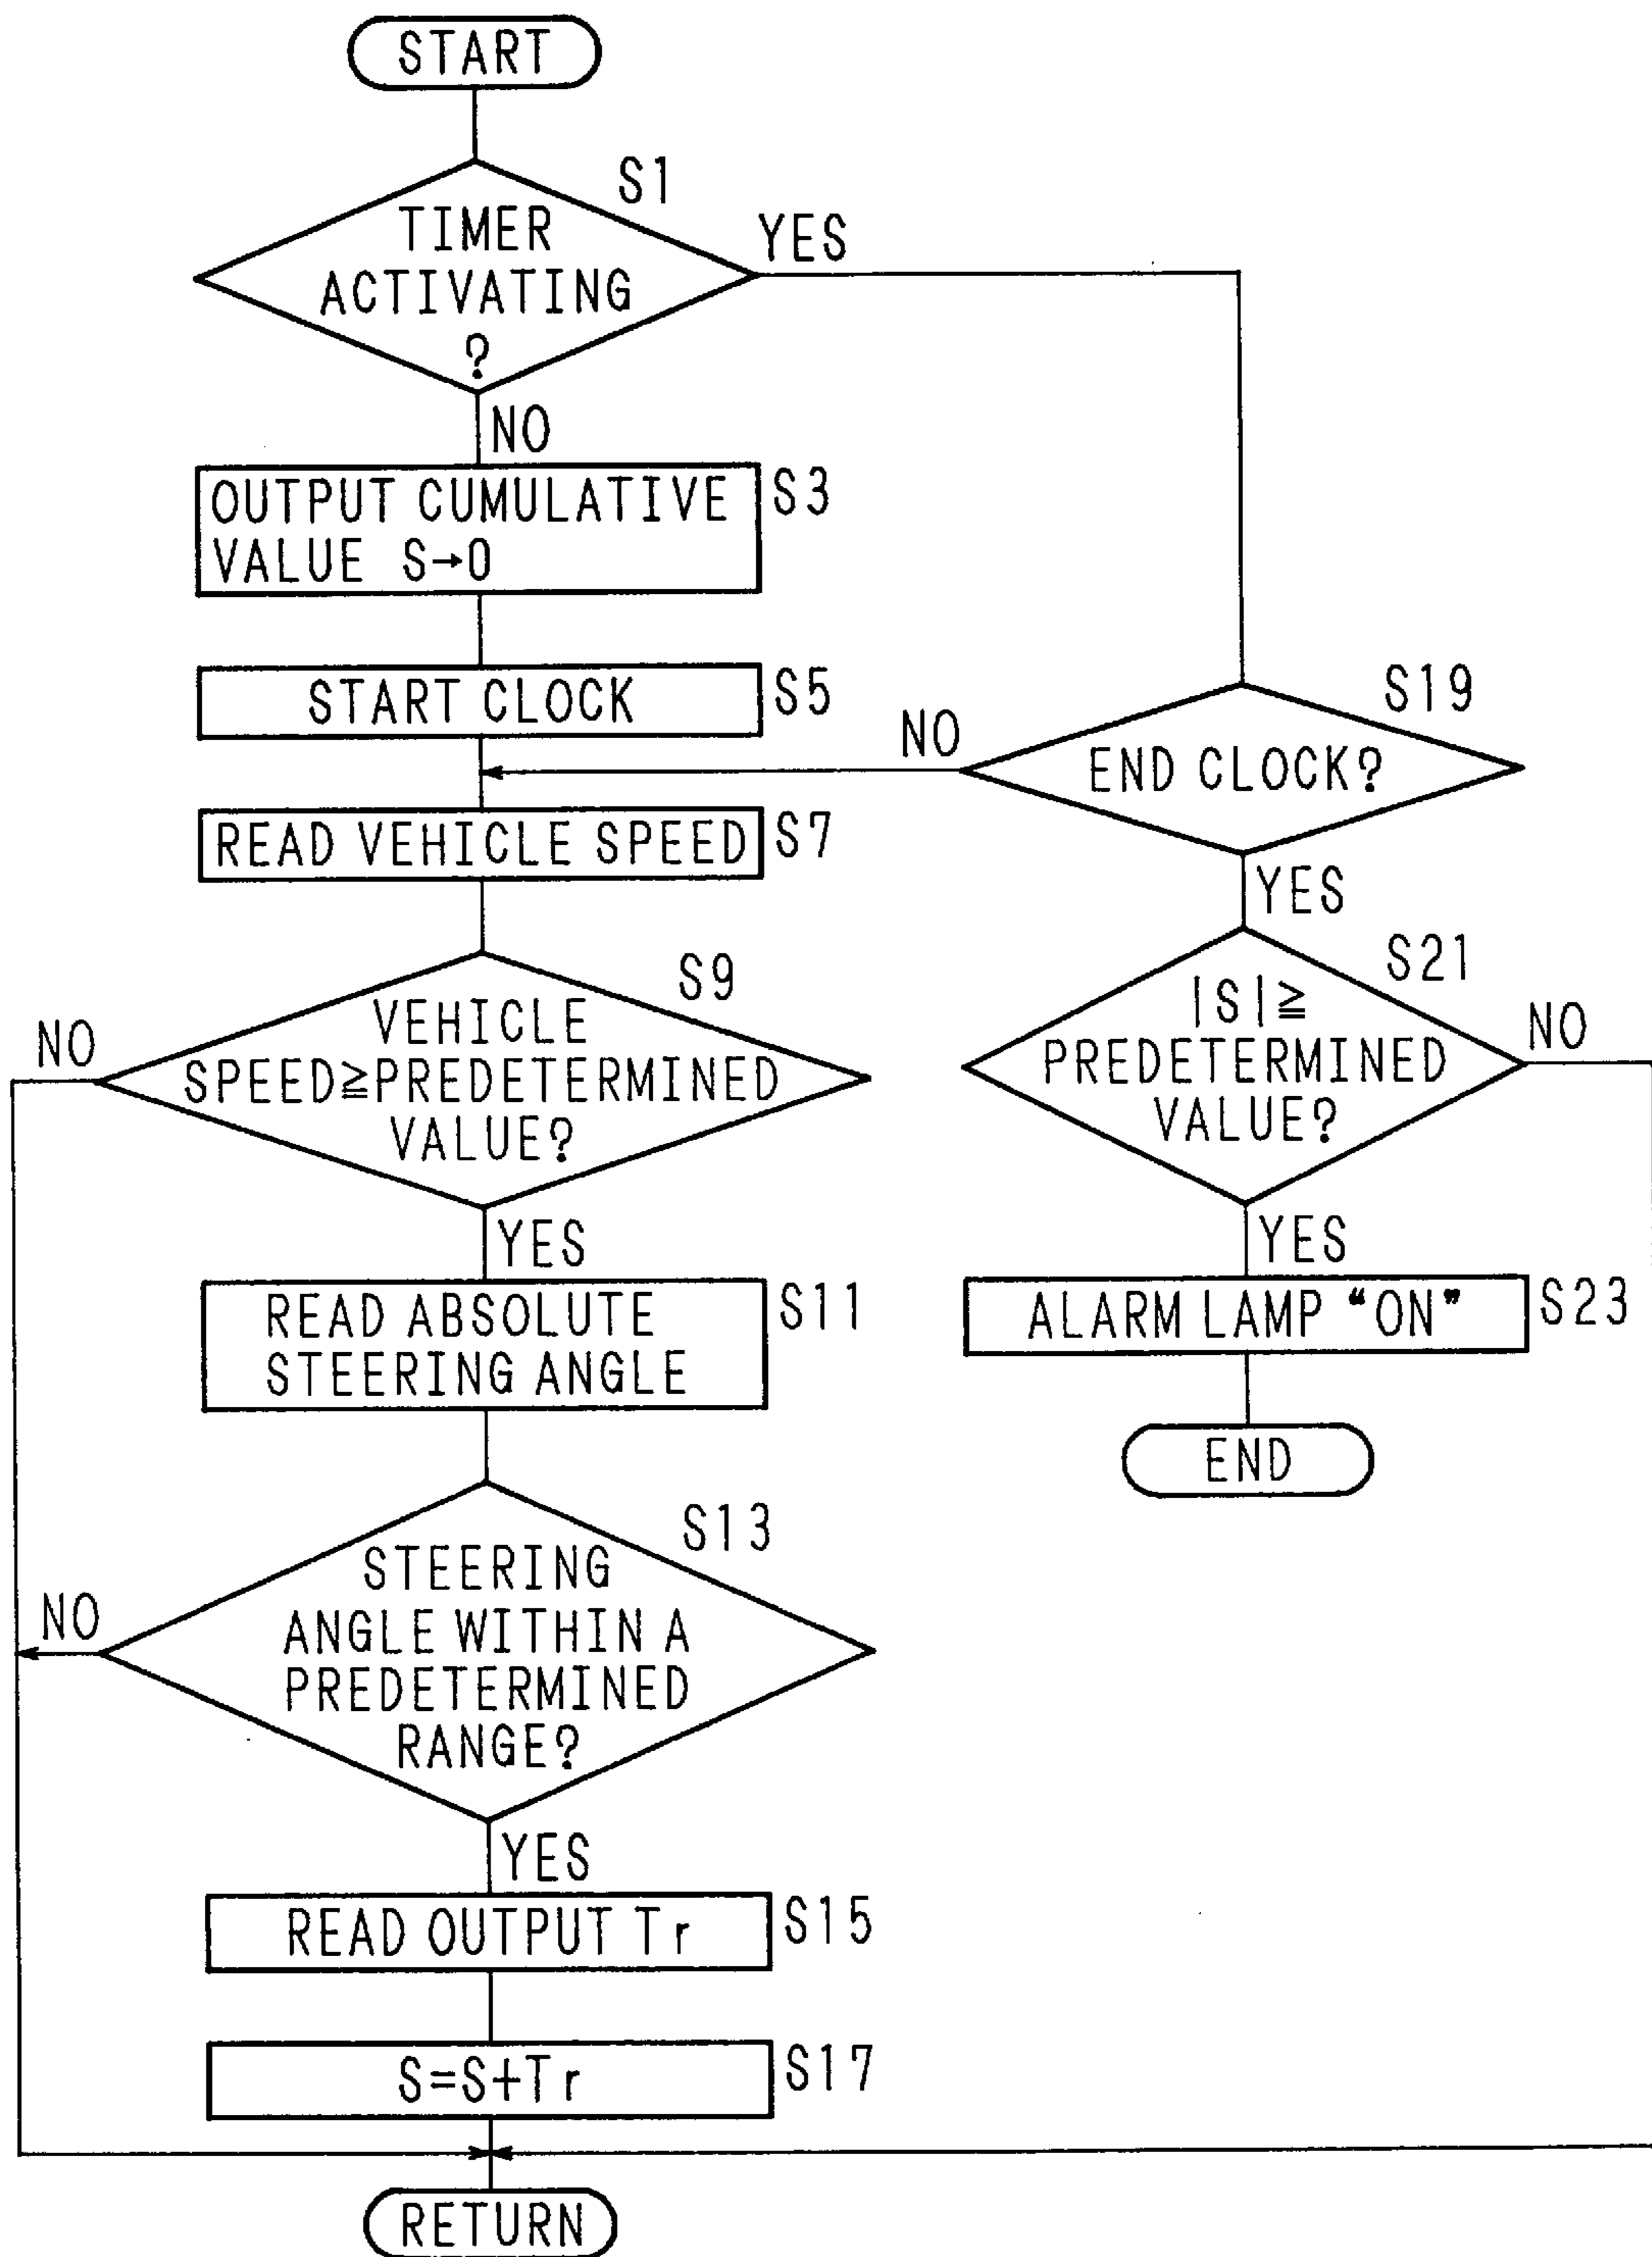 START
S1
TIMER
ACTIVATING
?
YES
NO
OUTPUT CUMULATIVE
VALUE S→0
S3
START CLOCK
S5
S19
NO
END CLOCK?
READ VEHICLE SPEED
S7
YES
S9
S21
NO
VEHICLE
SPEED≧PREDETERMINED
VALUE?
|S|≧
PREDETERMINED
VALUE?
NO
YES
YES
READ ABSOLUTE
STEERING ANGLE
S11
ALARM LAMP “ON”
S23
END
S13
NO
STEERING
ANGLE WITHIN A
PREDETERMINED
RANGE?
YES
READ OUTPUT Tr
S15
S=S+Tr
S17
RETURN